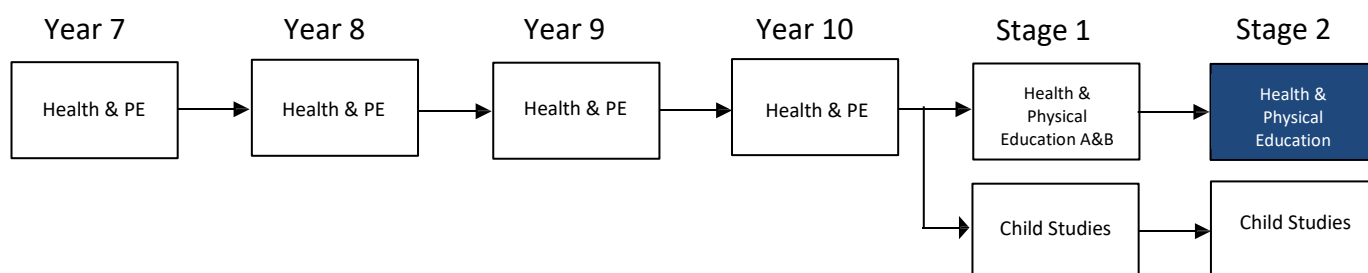 Year 7
Year 8
Year 9
Year 10
Stage 1
Stage 2
Health & PE
Health & PE
Health & PE
Health & PE
Health &
Physical
Education A&B
Health &
Physical
Education
Child Studies
Child Studies